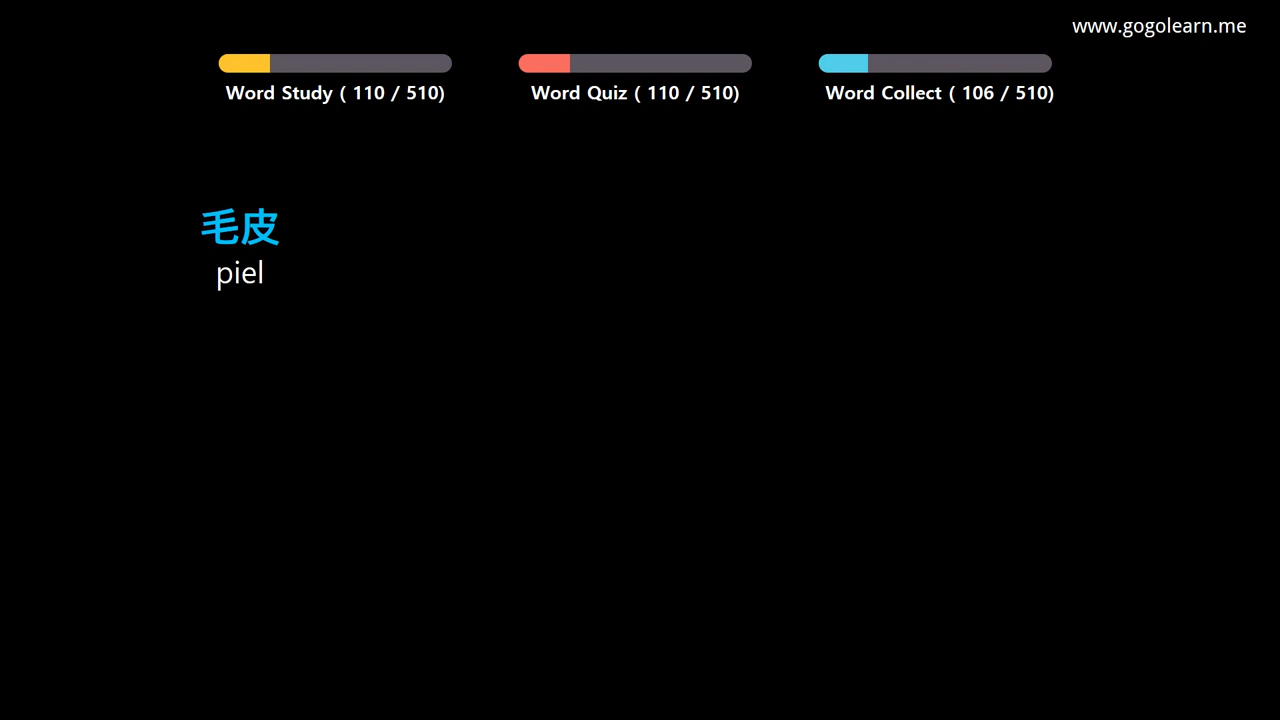 www.gogolearn.me
Word Study ( 110 / 510)
Word Quiz ( 110 / 510)
Word Collect ( 106 / 510)
毛皮
piel